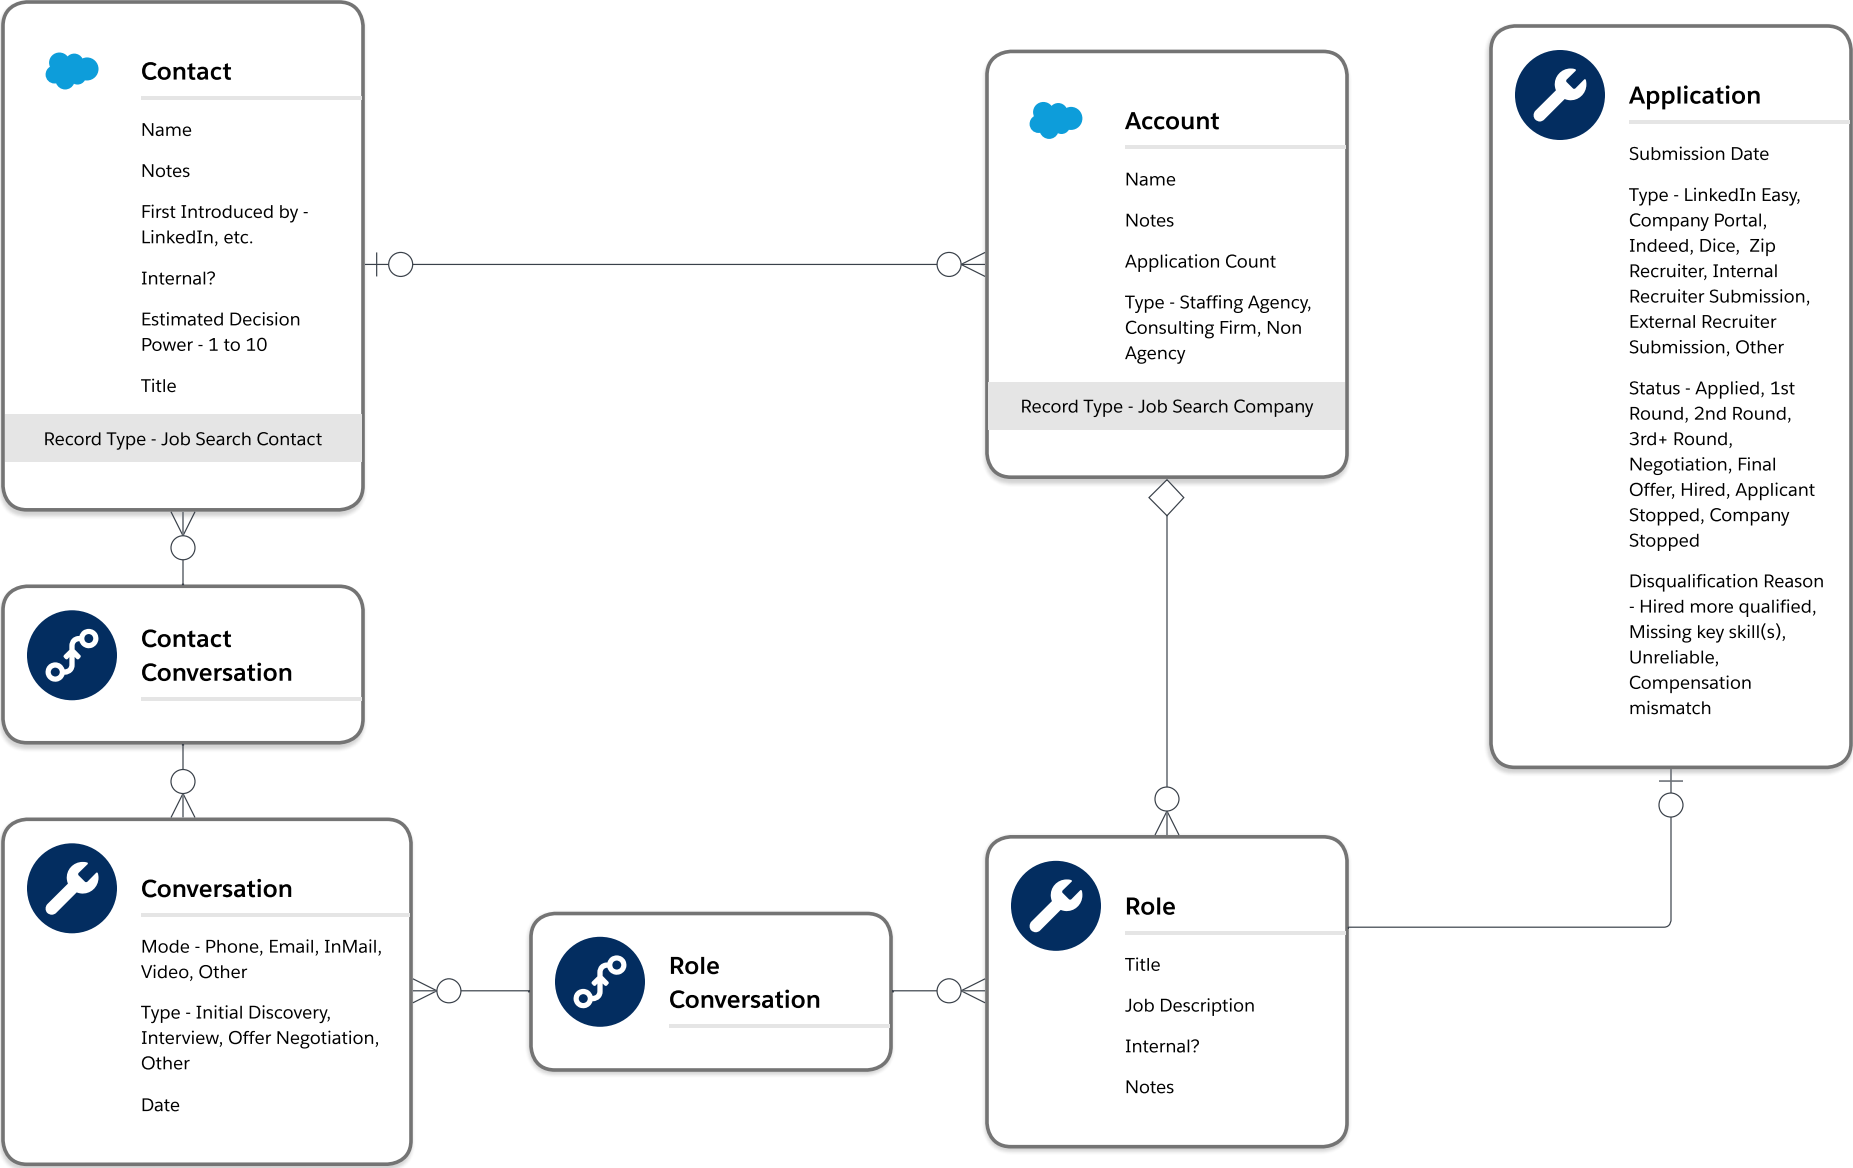 Contact
Name
Notes
First Introduced by -
LinkedIn, etc.
Internal?
Estimated Decision
Power - 1 to 10
Title
Record Type - Job Search Contact
Account
Name
Notes
Application Count
Type - Staffing Agency,
Consulting Firm, Non
Agency
Record Type - Job Search Company
Application
Submission Date
Type - LinkedIn Easy,
Company Portal,
Indeed, Dice,  Zip
Recruiter, Internal
Recruiter Submission,
External Recruiter
Submission, Other
Status - Applied, 1st
Round, 2nd Round,
3rd+ Round,
Negotiation, Final
Offer, Hired, Applicant
Stopped, Company
Stopped
Disqualification Reason
- Hired more qualified,
Missing key skill(s),
Unreliable,
Compensation
mismatch
Contact
Conversation
Conversation
Mode - Phone, Email, InMail,
Video, Other
Type - Initial Discovery,
Interview, Offer Negotiation,
Other
Date
Role
Conversation
Role
Title
Job Description
Internal?
Notes